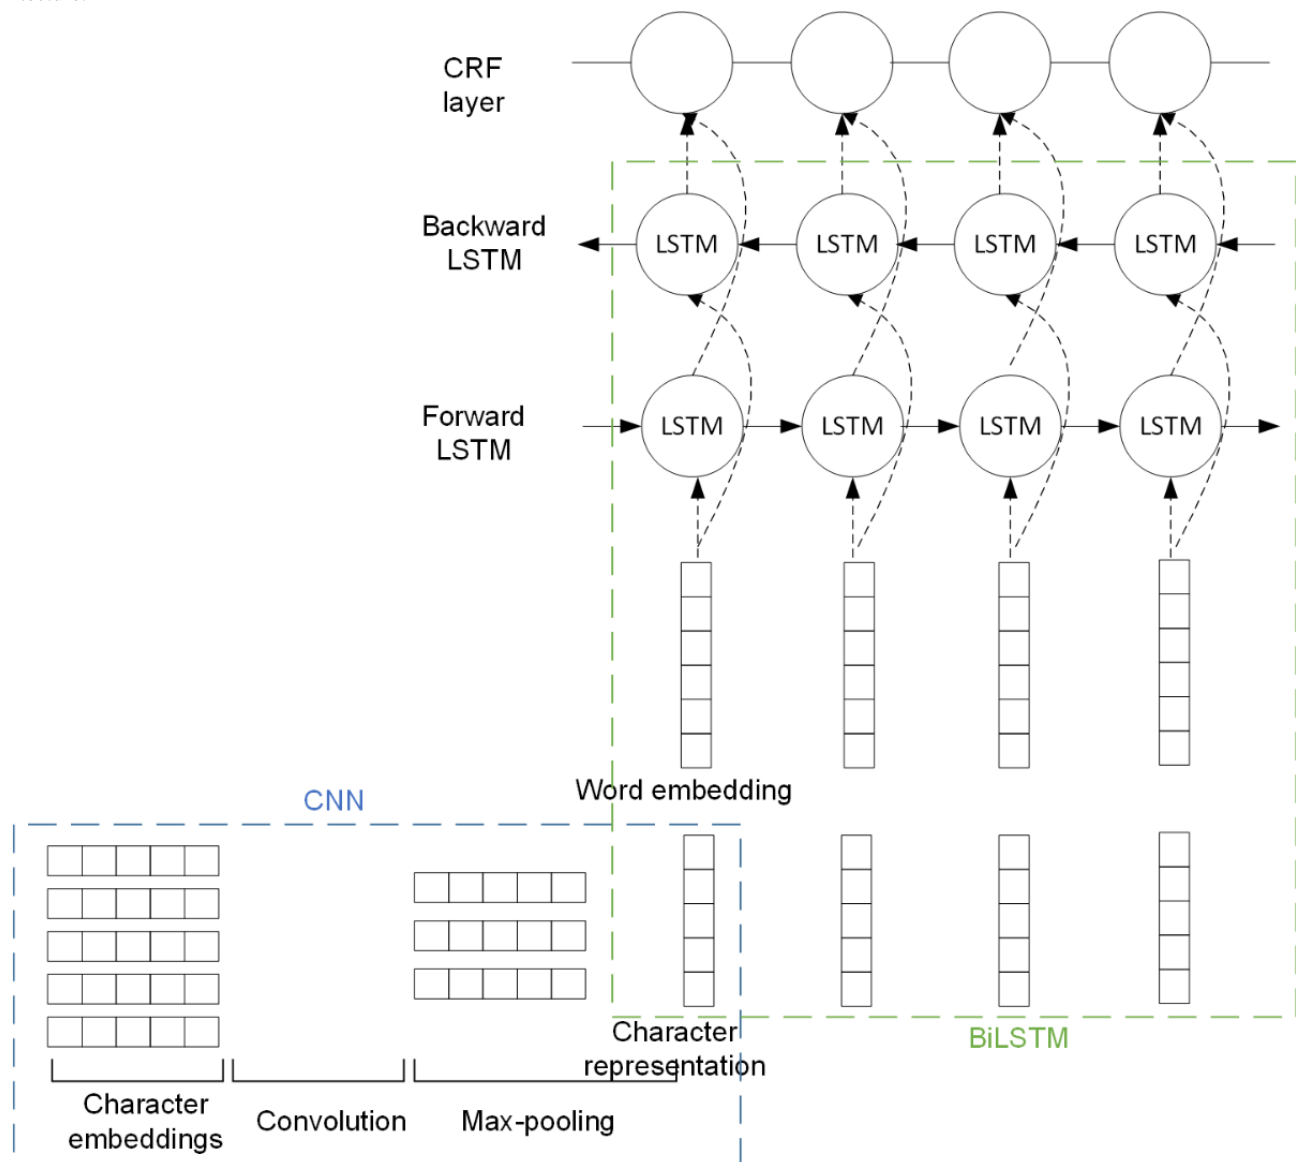 CRF
layer
Backward
LSTM
LSTM
LSTM
LSTM
LSTM
Forward
LSTM
LSTM
LSTM
LSTM
LSTM
Word embedding
CNN
Character
representation
BiLSTM
Character
embeddings
Convolution
Max-pooling